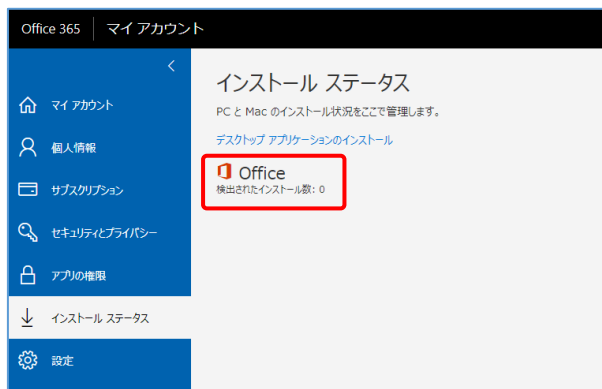 Office 365 マイ アカウント
マイ アカウント
個人情報
サブスクリプション
セキュリティとプライバシー
アプリの権限
インストール ステータス
設定
インストール ステータス
PC と Mac のインストール状況をここで管理します。
デスクトップ アプリケーションのインストール
Office
検出されたインストール数: 0